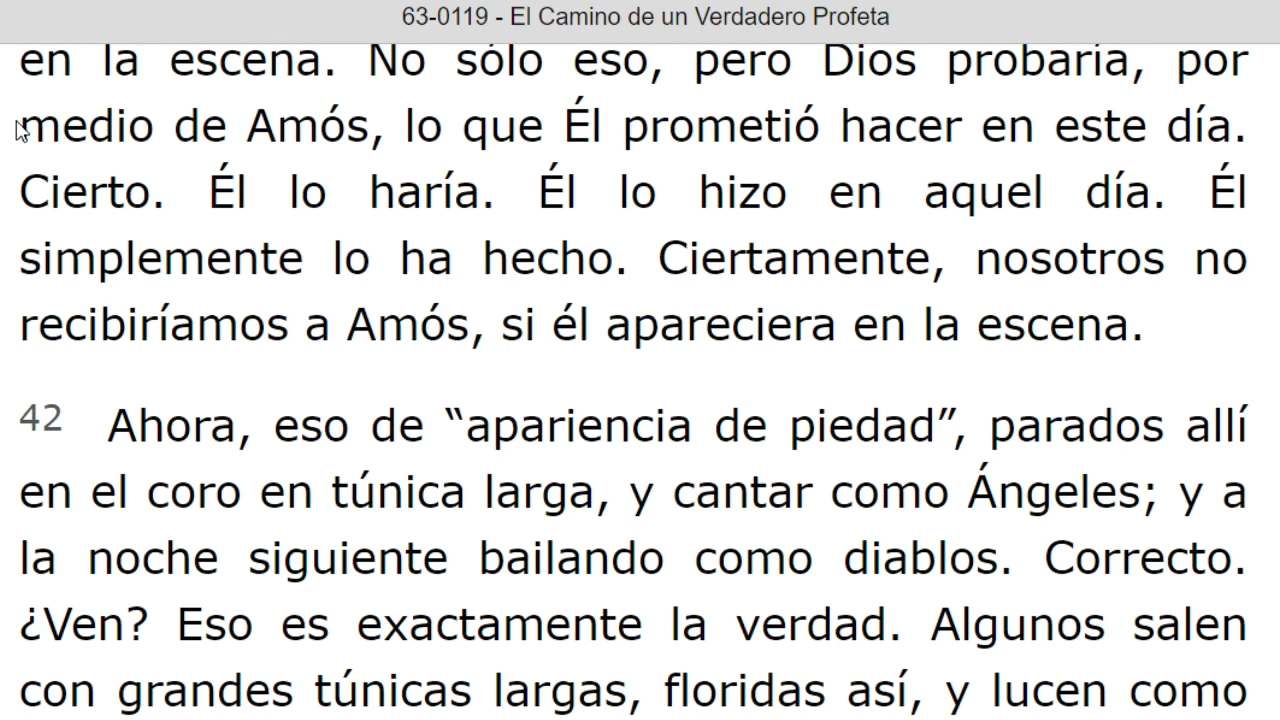 63-0119 - El Camino de un Verdadero Profeta
en la escena. No sólo eso, pero Dios probaría, por
medio de Amós, lo que Él prometió hacer en este día.
Cierto. Él lo haría. Él lo hizo en aquel día. Él
simplemente lo ha hecho. Ciertamente, nosotros no
recibiríamos a Amós, si él apareciera en la escena.
42 Ahora, eso de “apariencia de piedad”, parados allí
en el coro en túnica larga, y cantar como Ángeles; y a
la noche siguiente bailando como diablos. Correcto.
¿Ven? Eso es exactamente la verdad. Algunos salen
con grandes túnicas largas, floridas así, y lucen como